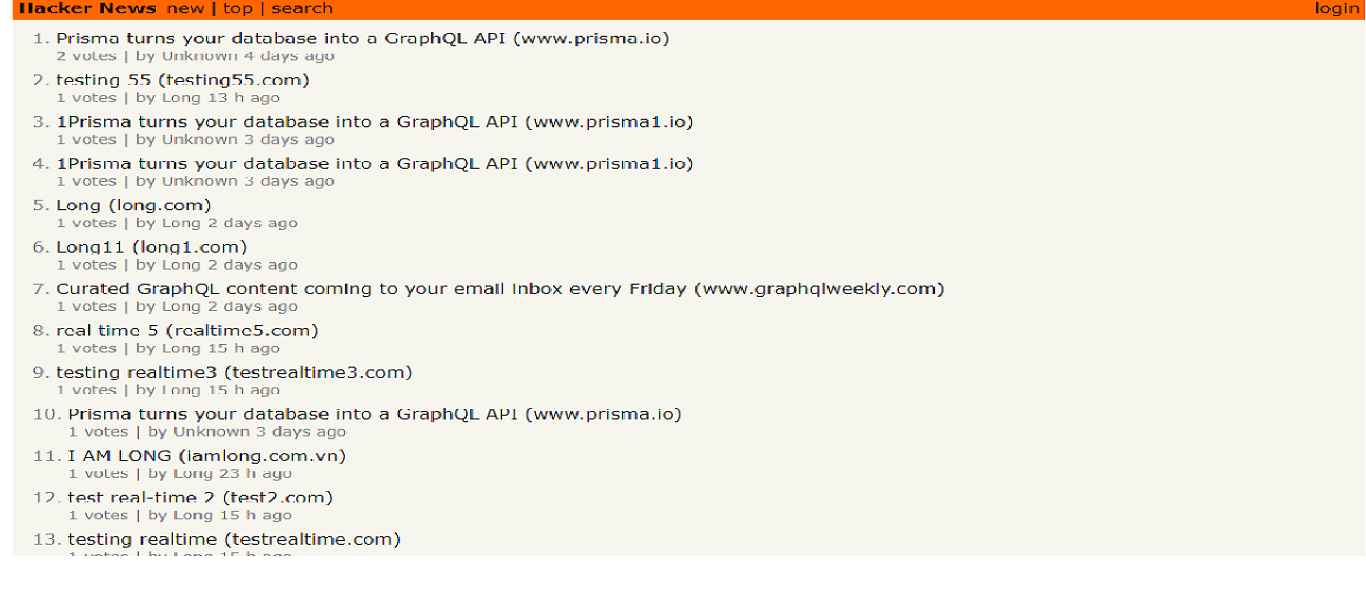 Hacker News new | top | search login
1. Prisma turns your database into a GraphQL API (www.prisma.io)
2 votes | by Unknown 4 days ago
2. testing 55 (testing55.com)
1 votes | by Long 13 h ago
3. 1Prisma turns your database into a GraphQL API (www.prisma1.io)
1 votes | by Unknown 3 days ago
4. 1Prisma turns your database into a GraphQL API (www.prisma1.io)
1 votes | by Unknown 3 days ago
5. Long (long.com)
1 votes | by Long 2 days ago
6. Long11 (long1.com)
1 votes | by Long 2 days ago
7. Curated GraphQL content coming to your email inbox every Friday (www.graphqlweekly.com)
1 votes | by Long 2 days ago
8. real time 5 (realtime5.com)
1 votes | by Long 15 h ago
9. testing realtime3 (testrealtime3.com)
1 votes | by Long 15 h ago
10. Prisma turns your database into a GraphQL API (www.prisma.io)
1 votes | by Unknown 3 days ago
11. I AM LONG (iamlong.com.vn)
1 votes | by Long 23 h ago
12. test real-time 2 (test2.com)
1 votes | by Long 15 h ago
13. testing realtime (testrealtime.com)
1 votes | by Long 15 h ago